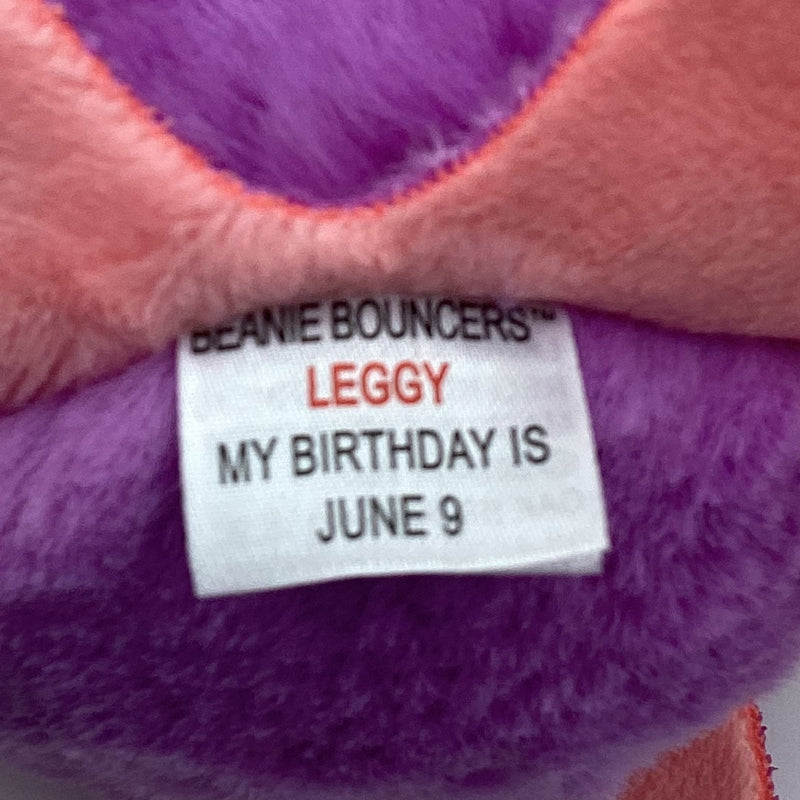 BEANIE BOUNCERS™
LEGGY
MY BIRTHDAY IS
JUNE 9